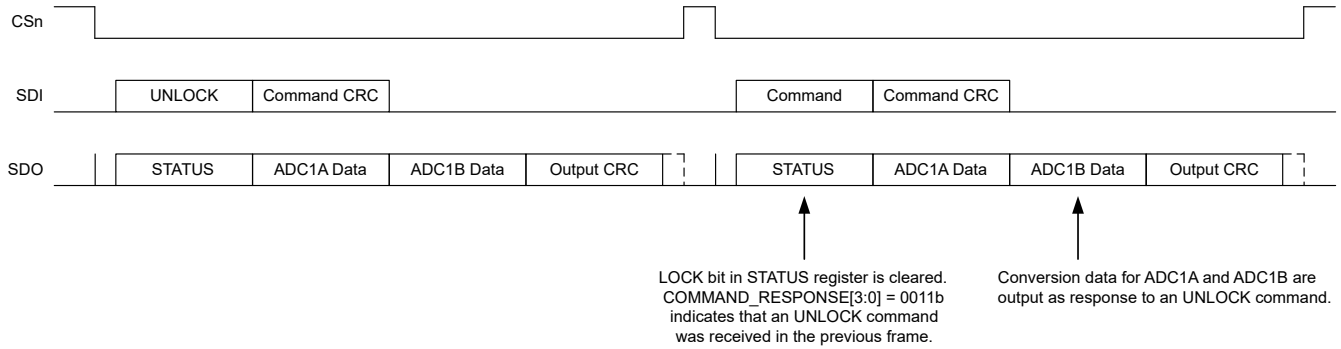 CSn
SDI UNLOCK Command CRC Command Command CRC
SDO STATUS ADC1A Data ADC1B Data Output CRC STATUS ADC1A Data ADC1B Data Output CRC
LOCK bit in STATUS register is cleared.
COMMAND_RESPONSE[3:0] = 0011b
indicates that an UNLOCK command
was received in the previous frame.
Conversion data for ADC1A and ADC1B are
output as response to an UNLOCK command.